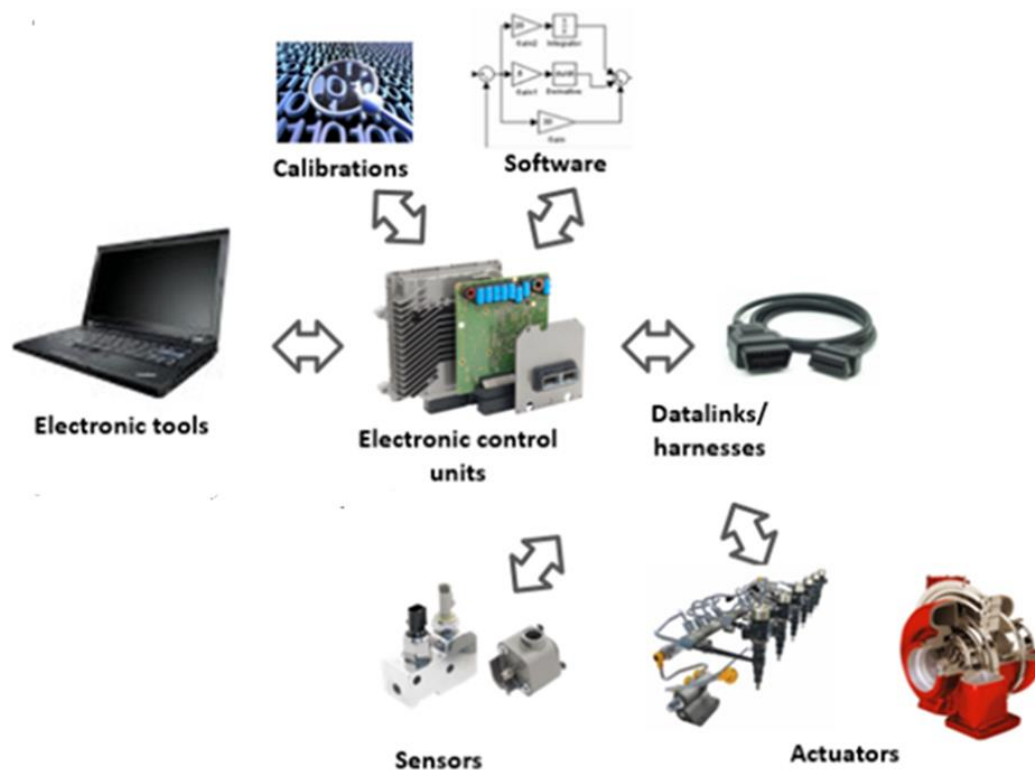 Calibrations
Software
Electronic tools
Electronic control
units
Datalinks/
harnesses
Sensors
Actuators